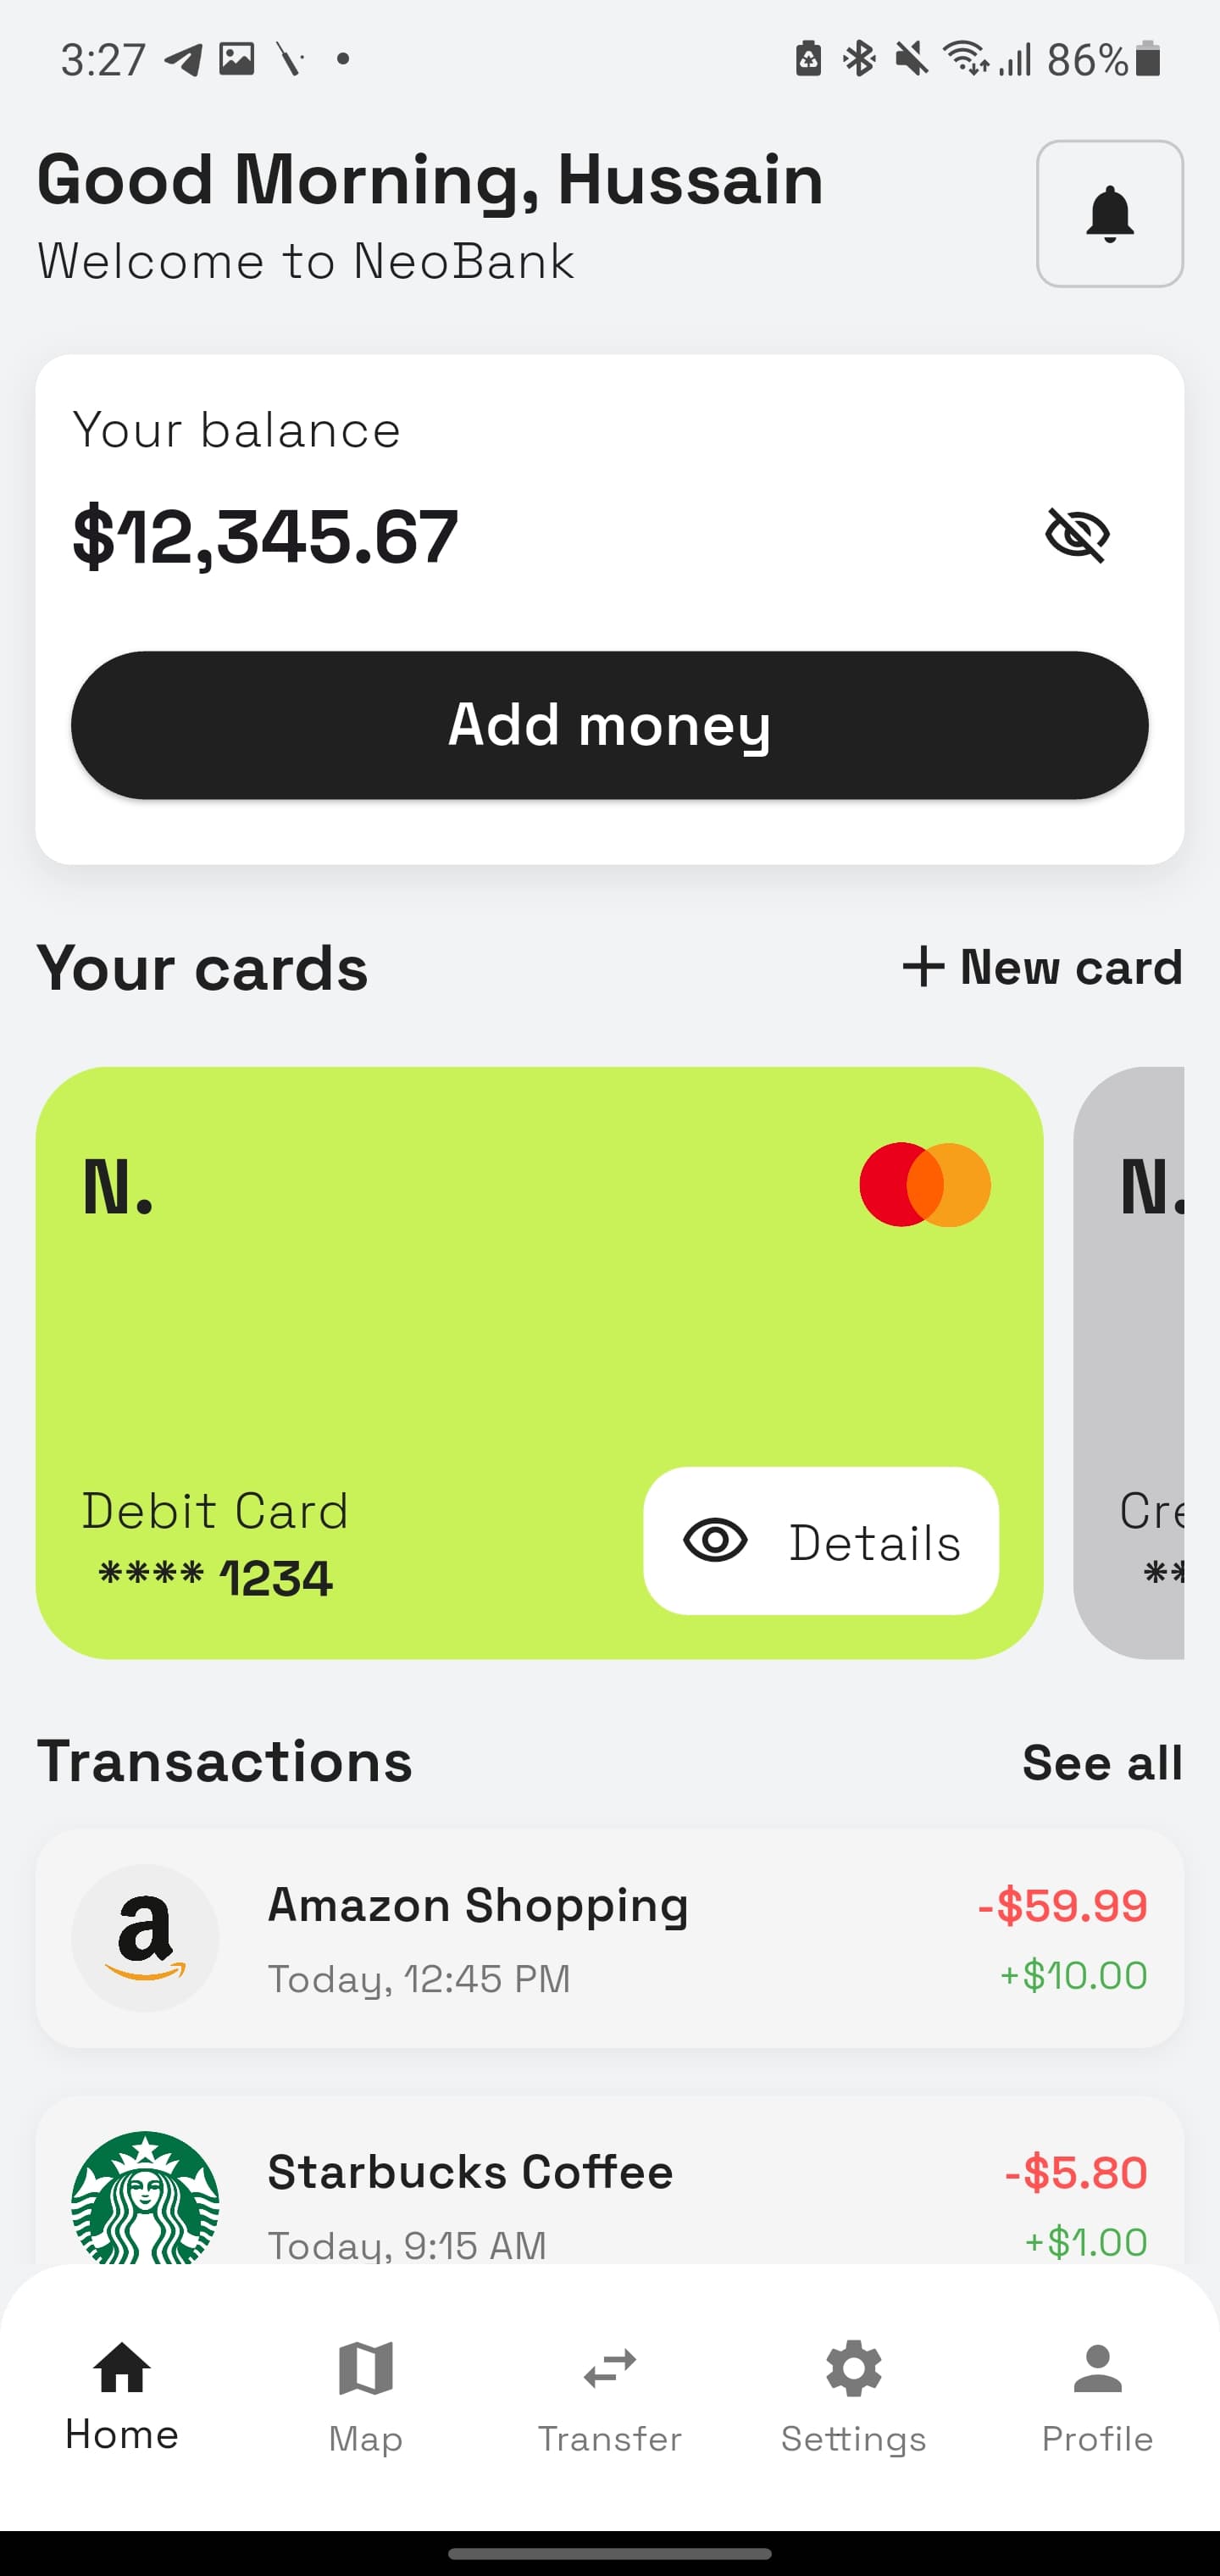 3:27
86%
Good Morning, Hussain
Welcome to NeoBank
Your balance
$12,345.67
Add money
Your cards
+ New card
N.
N.
Debit Card
**** 1234
Details
Cre
**
Transactions
See all
a
Amazon Shopping
-$59.99
Today, 12:45 PM
+$10.00
Starbucks Coffee
-$5.80
Today, 9:15 AM
+$1.00
Home
Map
Transfer
Settings
Profile